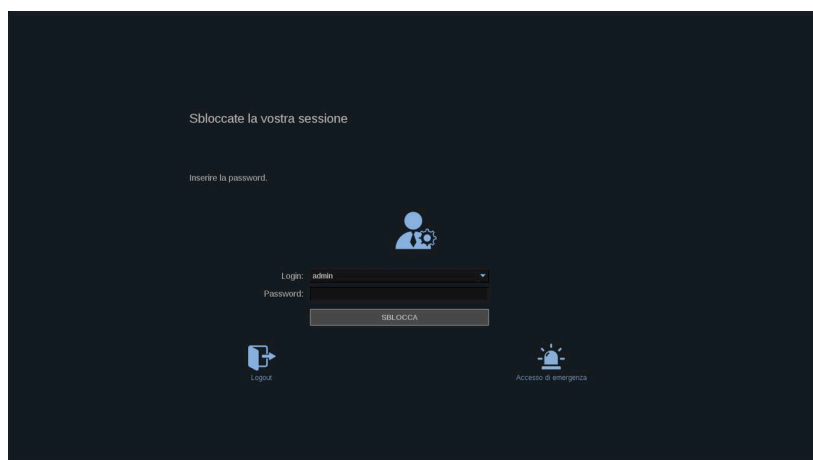 Sbloccate la vostra sessione
Inserire la password.
Login: admin
Password:
SBLOCCA
Logout
Accesso di emergenza